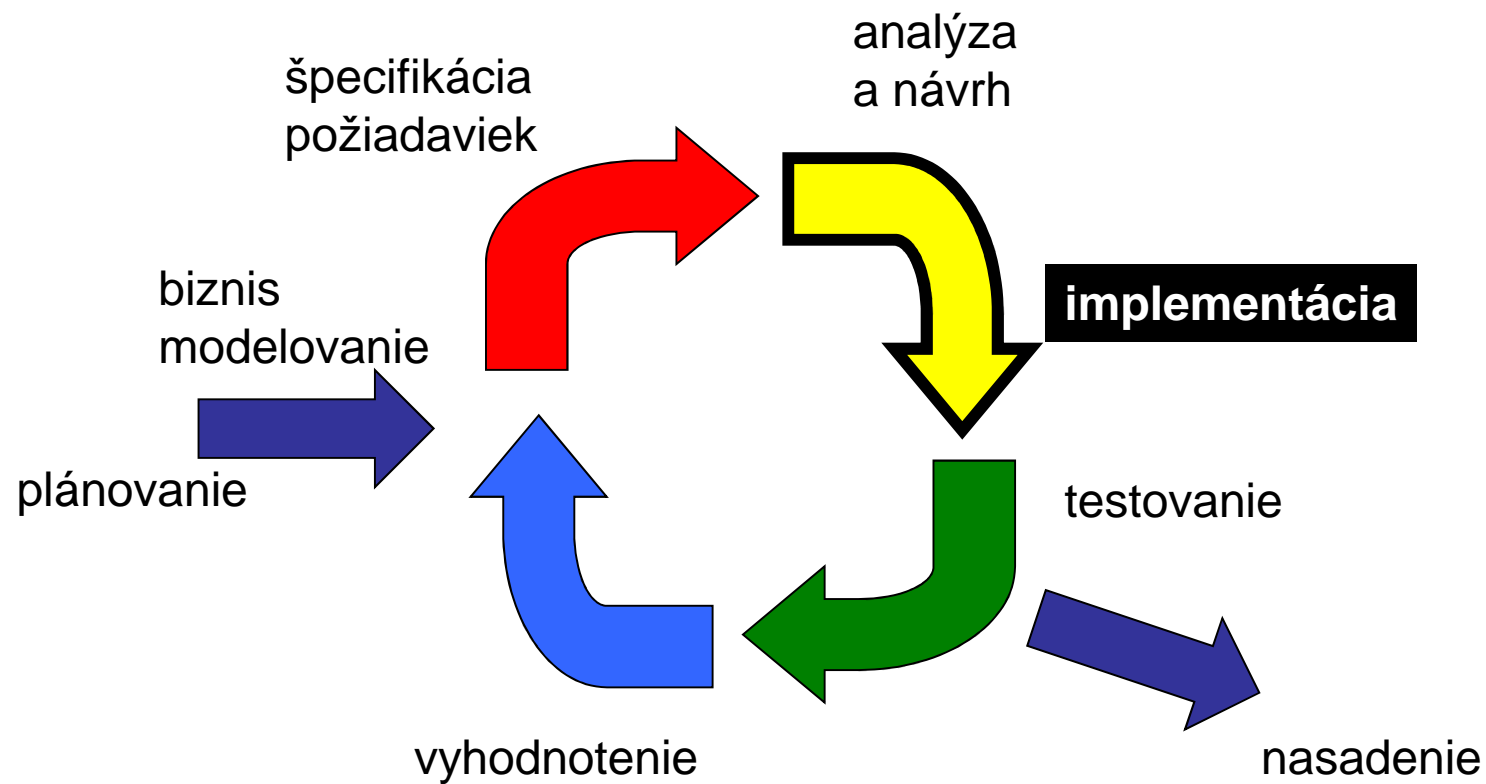 analýza
a návrh
špecifikácia
požiadaviek
biznis
modelovanie
implementácia
plánovanie
testovanie
vyhodnotenie
nasadenie